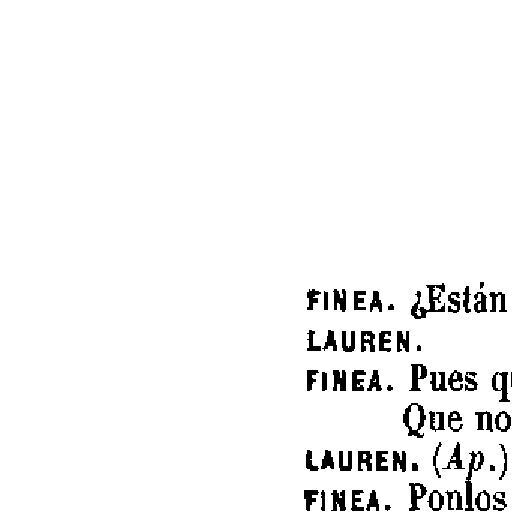 FINEA. ¿Están
LAUREN.
FINEA. Pues
Que no
LAUREN. (Ap.)
FINEA. Ponlos